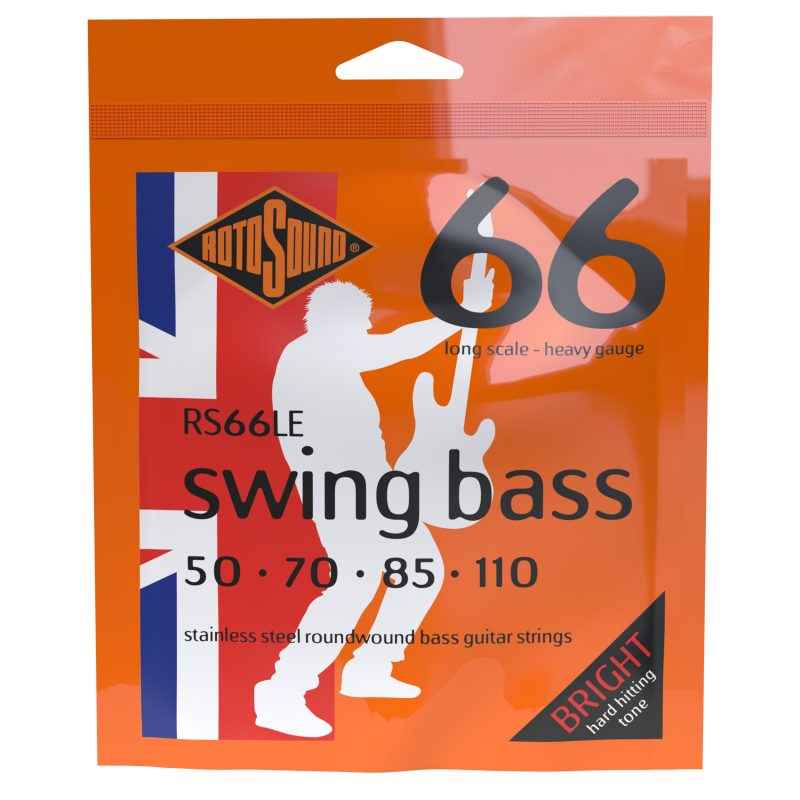 ROTOSOUND®
66
long scale - heavy gauge
RS66LE
swing bass
50 · 70 · 85 · 110
stainless steel roundwound bass guitar strings
BRIGHT
hard hitting
tone